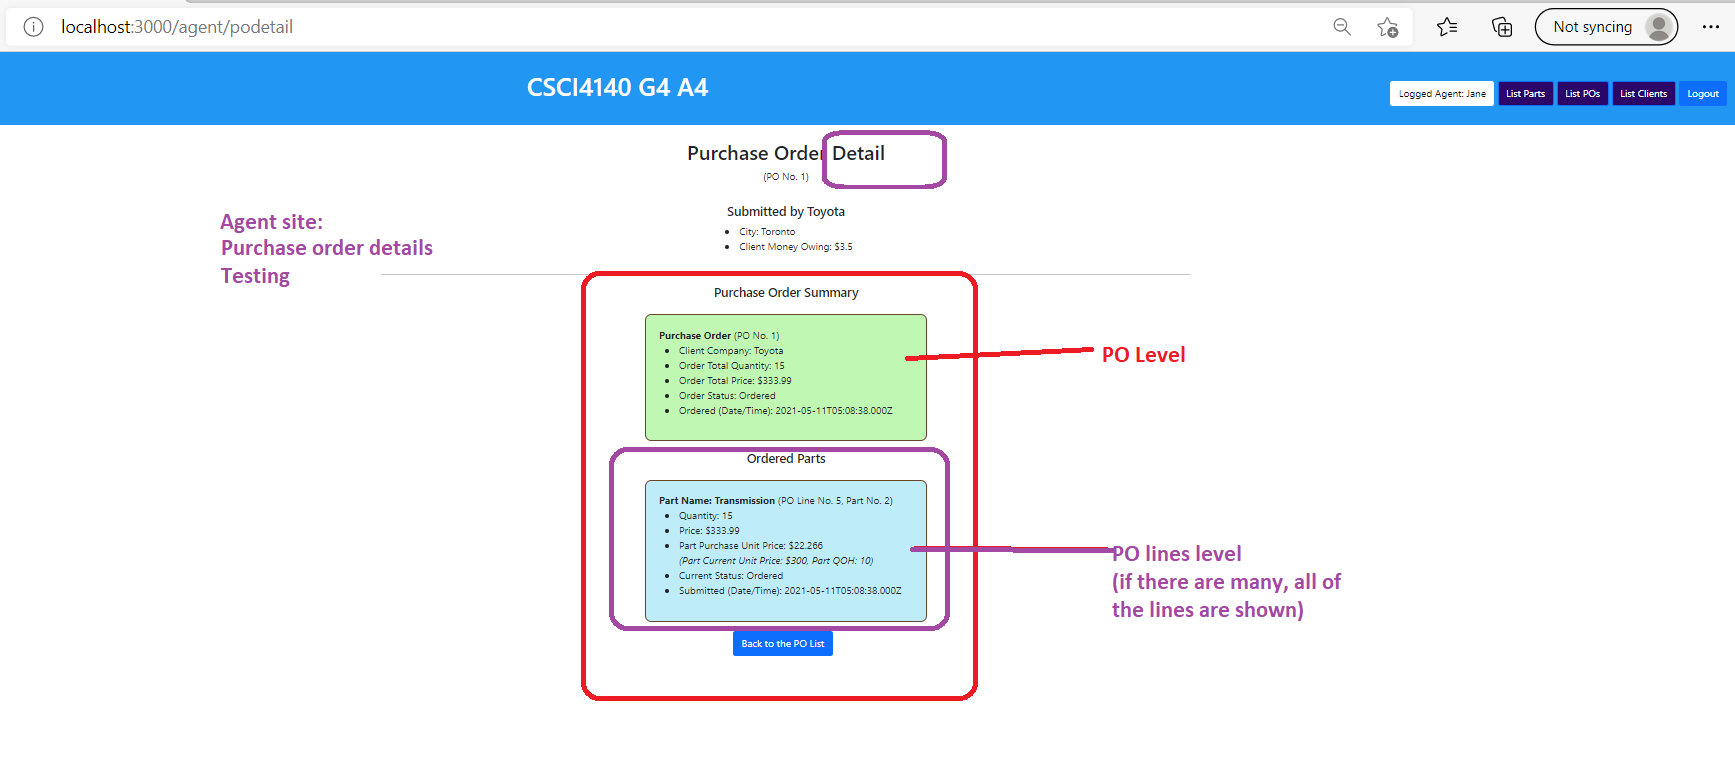 localhost:3000/agent/podetail
Not syncing
CSCI4140 G4 A4
Logged Agent: Jane
List Parts
List POs
List Clients
Logout
Purchase Order Detail
(PO No. 1)
Submitted by Toyota
City: Toronto
Client Money Owing: $3.5
Agent site:
Purchase order details
Testing
Purchase Order Summary
Purchase Order (PO No. 1)
Client Company: Toyota
Order Total Quantity: 15
Order Total Price: $333.99
Order Status: Ordered
Ordered (Date/Time): 2021-05-11T05:08:38.000Z
PO Level
Ordered Parts
Part Name: Transmission (PO Line No. 5, Part No. 2)
Quantity: 15
Price: $333.99
Part Purchase Unit Price: $22.266
(Part Current Unit Price: $300, Part QOH: 10)
Current Status: Ordered
Submitted (Date/Time): 2021-05-11T05:08:38.000Z
PO lines level
(if there are many, all of
the lines are shown)
Back to the PO List